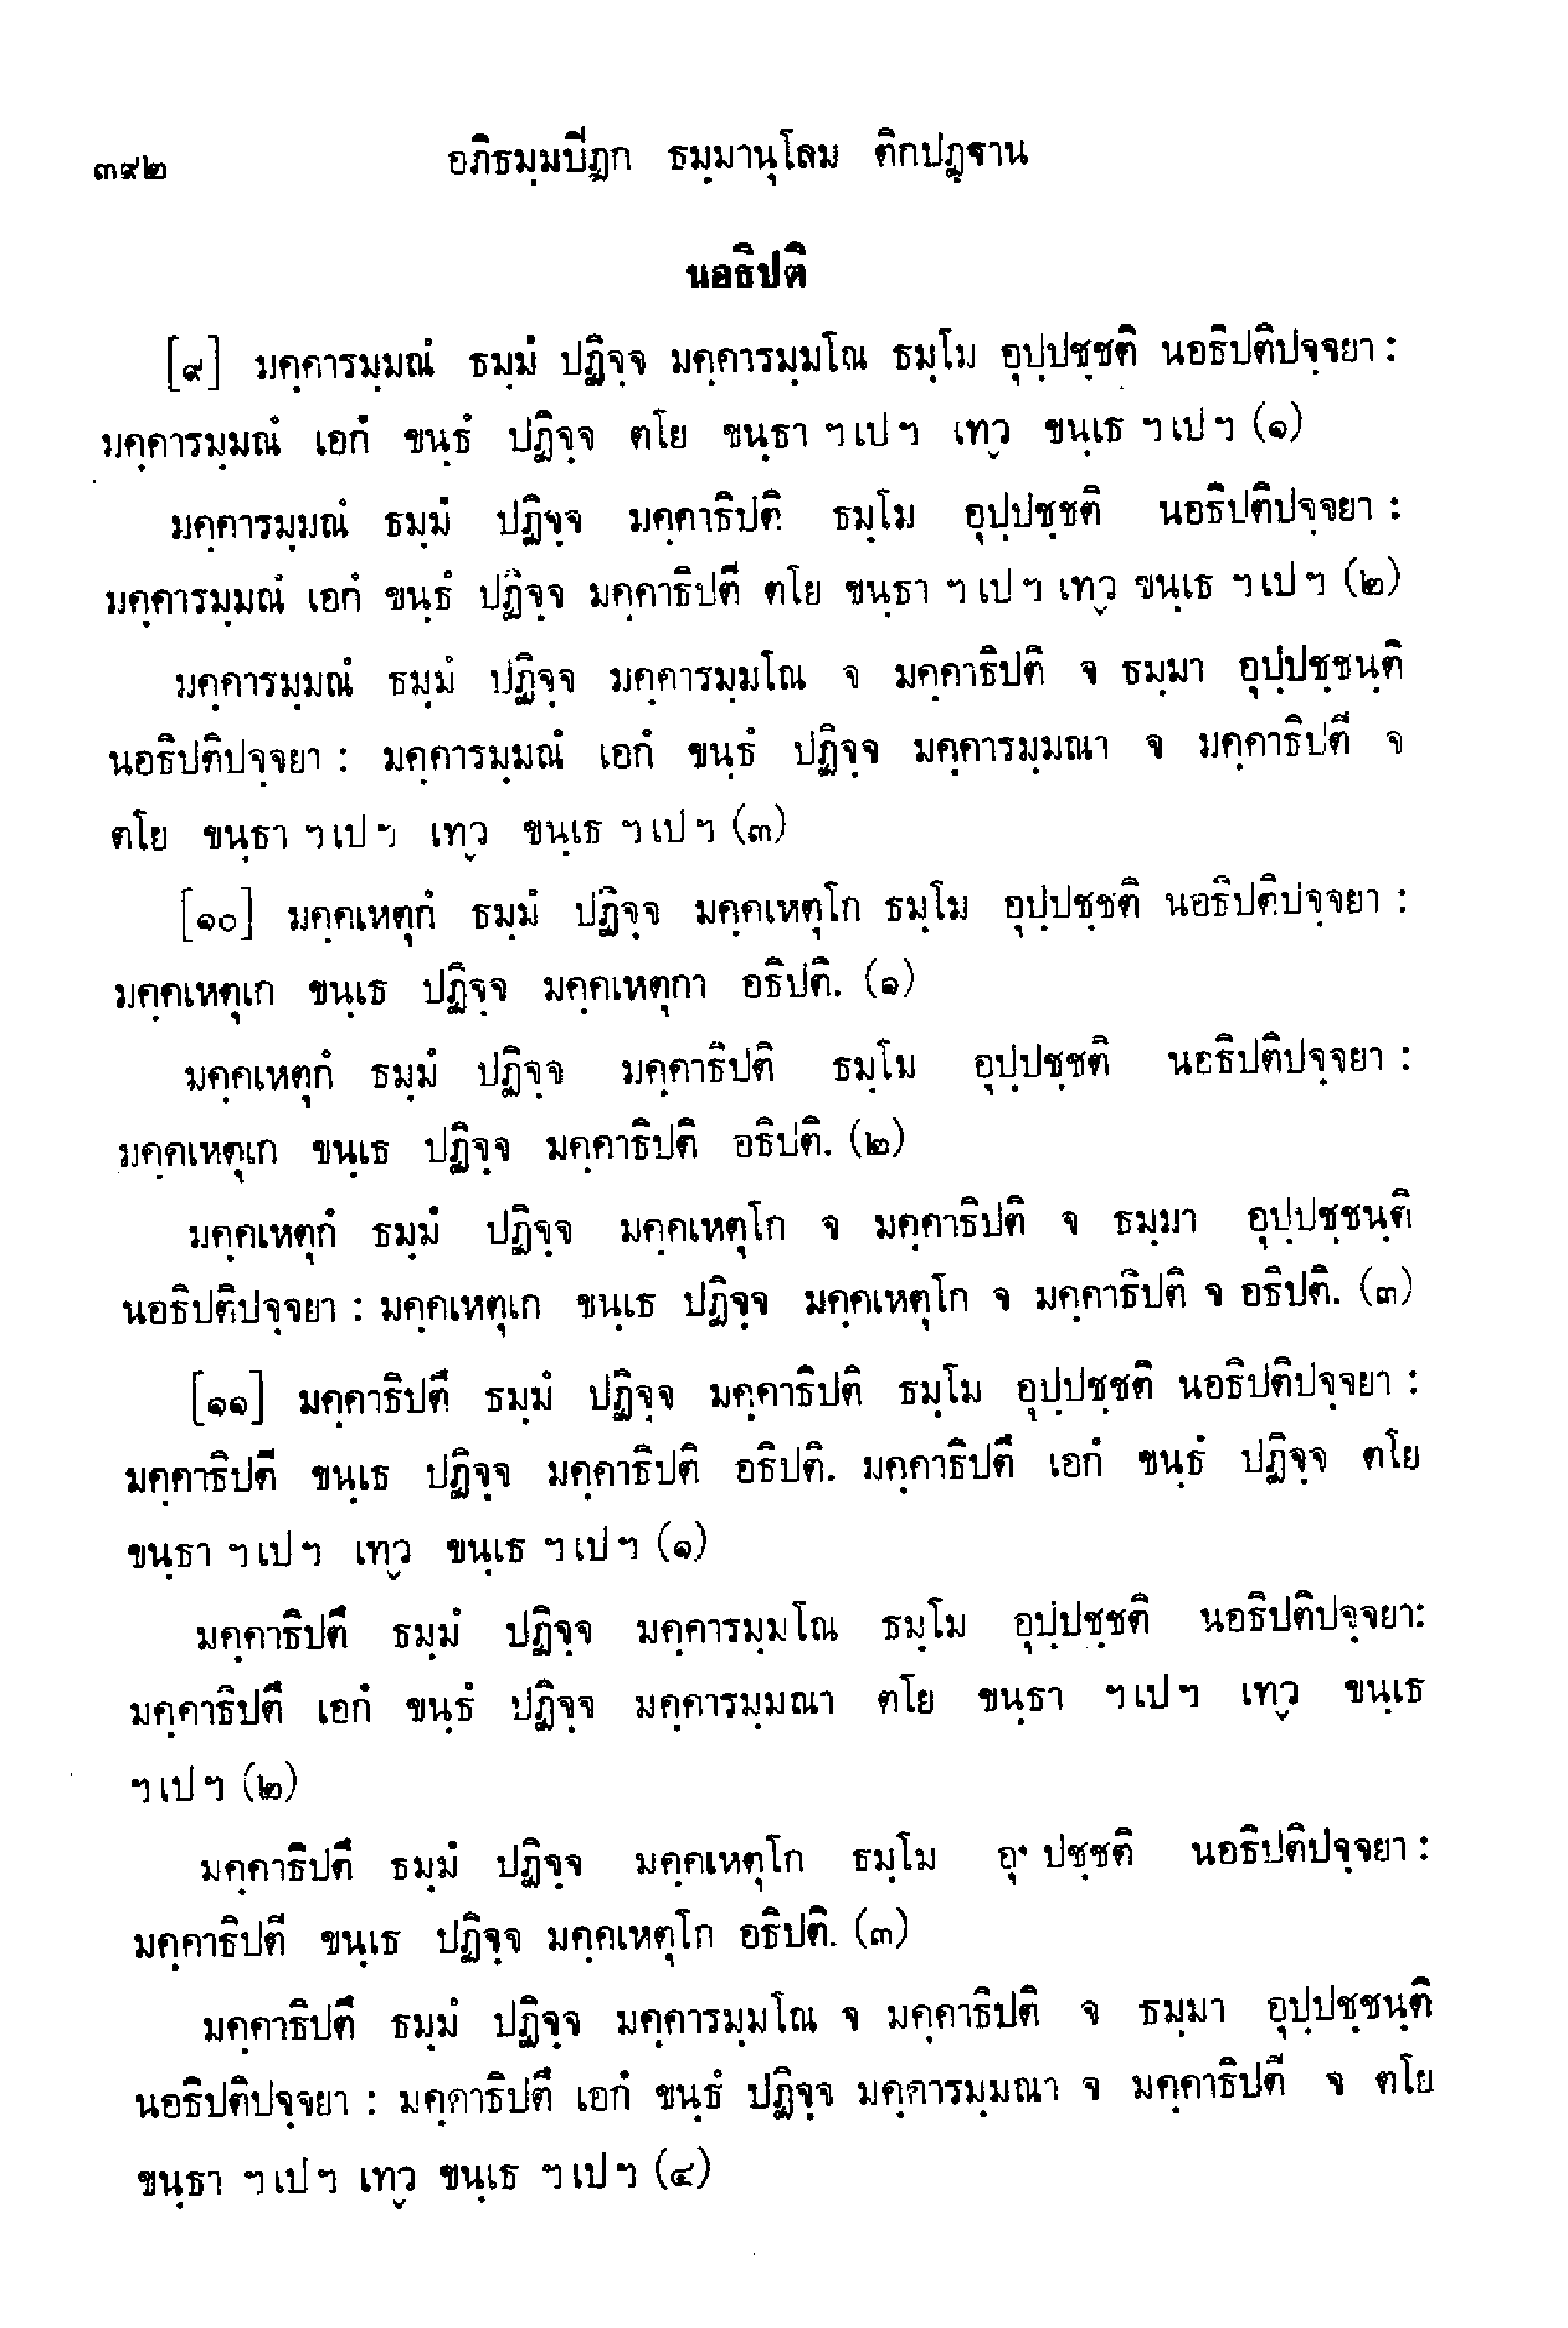 ๓๙๒ อภิธมฺมปิฏก ธมฺมานุโลม ติกปฏฺฐาน
นอธิปติ
[๙] มคฺคารมฺมณํ ธมฺมํ ปฏิจฺจ มคฺคารมฺมโณ ธมฺโม อุปฺปชฺชติ นอธิปติปจฺจยา :
มคฺคารมฺมณํ เอกํ ขนฺธํ ปฏิจฺจ ตโย ขนฺธา ฯเปฯ เทฺว ขนฺเธ ฯเปฯ (๑)
มคฺคารมฺมณํ ธมฺมํ ปฏิจฺจ มคฺคาธิปติ ธมฺโม อุปฺปชฺชติ นอธิปติปจฺจยา :
มคฺคารมฺมณํ เอกํ ขนฺธํ ปฏิจฺจ มคฺคาธิปตี ตโย ขนฺธา ฯเปฯ เทฺว ขนฺเธ ฯเปฯ (๒)
มคฺคารมฺมณํ ธมฺมํ ปฏิจฺจ มคฺคารมฺมโณ จ มคฺคาธิปติ จ ธมฺมา อุปฺปชฺชนฺติ
นอธิปติปจฺจยา : มคฺคารมฺมณํ เอกํ ขนฺธํ ปฏิจฺจ มคฺคารมฺมณา จ มคฺคาธิปตี จ
ตโย ขนฺธา ฯเปฯ เทฺว ขนฺเธ ฯเปฯ (๓)
[๑๐] มคฺคเหตุกํ ธมฺมํ ปฏิจฺจ มคฺคเหตุโก ธมฺโม อุปฺปชฺชติ นอธิปติปจฺจยา :
มคฺคเหตุเก ขนฺเธ ปฏิจฺจ มคฺคเหตุกา อธิปติ. (๑)
มคฺคเหตุกํ ธมฺมํ ปฏิจฺจ มคฺคาธิปติ ธมฺโม อุปฺปชฺชติ นอธิปติปจฺจยา :
มคฺคเหตุเก ขนฺเธ ปฏิจฺจ มคฺคาธิปติ อธิปติ. (๒)
มคฺคเหตุกํ ธมฺมํ ปฏิจฺจ มคฺคเหตุโก จ มคฺคาธิปติ จ ธมฺมา อุปฺปชฺชนฺติ
นอธิปติปจฺจยา : มคฺคเหตุเก ขนฺเธ ปฏิจฺจ มคฺคเหตุโก จ มคฺคาธิปติ จ อธิปติ. (๓)
[๑๑] มคฺคาธิปตึ ธมฺมํ ปฏิจฺจ มคฺคาธิปติ ธมฺโม อุปฺปชฺชติ นอธิปติปจฺจยา :
มคฺคาธิปตี ขนฺเธ ปฏิจฺจ มคฺคาธิปติ อธิปติ. มคฺคาธิปตึ เอกํ ขนฺธํ ปฏิจฺจ ตโย
ขนฺธา ฯเปฯ เทฺว ขนฺเธ ฯเปฯ (๑)
มคฺคาธิปตึ ธมฺมํ ปฏิจฺจ มคฺคารมฺมโณ ธมฺโม อุปฺปชฺชติ นอธิปติปจฺจยา:
มคฺคาธิปตึ เอกํ ขนฺธํ ปฏิจฺจ มคฺคารมฺมณา ตโย ขนฺธา ฯเปฯ เทฺว ขนฺเธ
ฯเปฯ (๒)
มคฺคาธิปตึ ธมฺมํ ปฏิจฺจ มคฺคเหตุโก ธมฺโม นอธิปติปจฺจยา :
มคฺคาธิปตี ขนฺเธ ปฏิจฺจ มคฺคเหตุโก อธิปติ. (๓)
มคฺคาธิปตึ ธมฺมํ ปฏิจฺจ มคฺคารมฺมโณ จ มคฺคาธิปติ จ ธมฺมา อุปฺปชฺชนฺติ
นอธิปติปจฺจยา : มคฺคาธิปตึ เอกํ ขนฺธํ ปฏิจฺจ มคฺคารมฺมณา จ มคฺคาธิปตี จ ตโย
ขนฺธา ฯเปฯ เทฺว ขนฺเธ ฯเปฯ (๔)